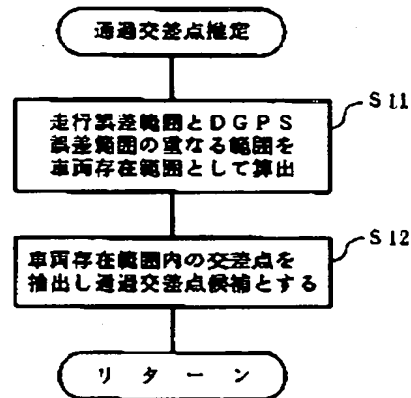 通過交差点推定
S11
走行誤差範囲とDGPS
誤差範囲の重なる範囲を
車両存在範囲として算出
S12
車両存在範囲内の交差点を
抽出し通過交差点候補とする
リターン